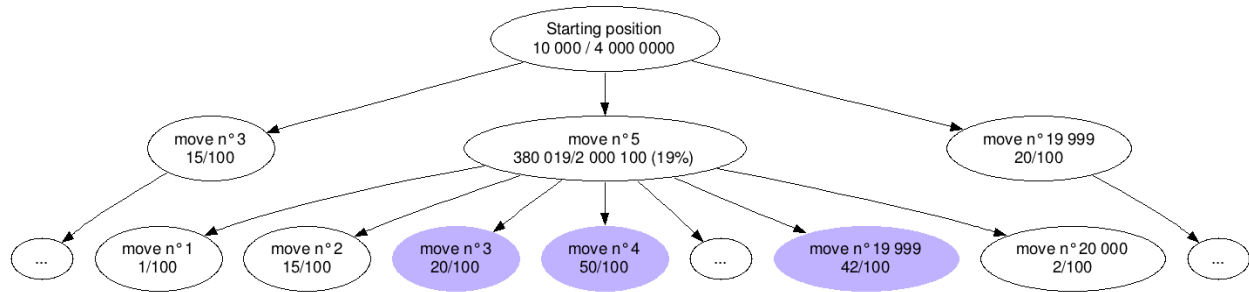 Starting position
10 000 / 4 000 0000
move n°3
15/100
move n°5
380 019/2 000 100 (19%)
move n°19 999
20/100
...
move n°1
1/100
move n°2
15/100
move n°3
20/100
move n°4
50/100
...
move n°19 999
42/100
move n°20 000
2/100
...